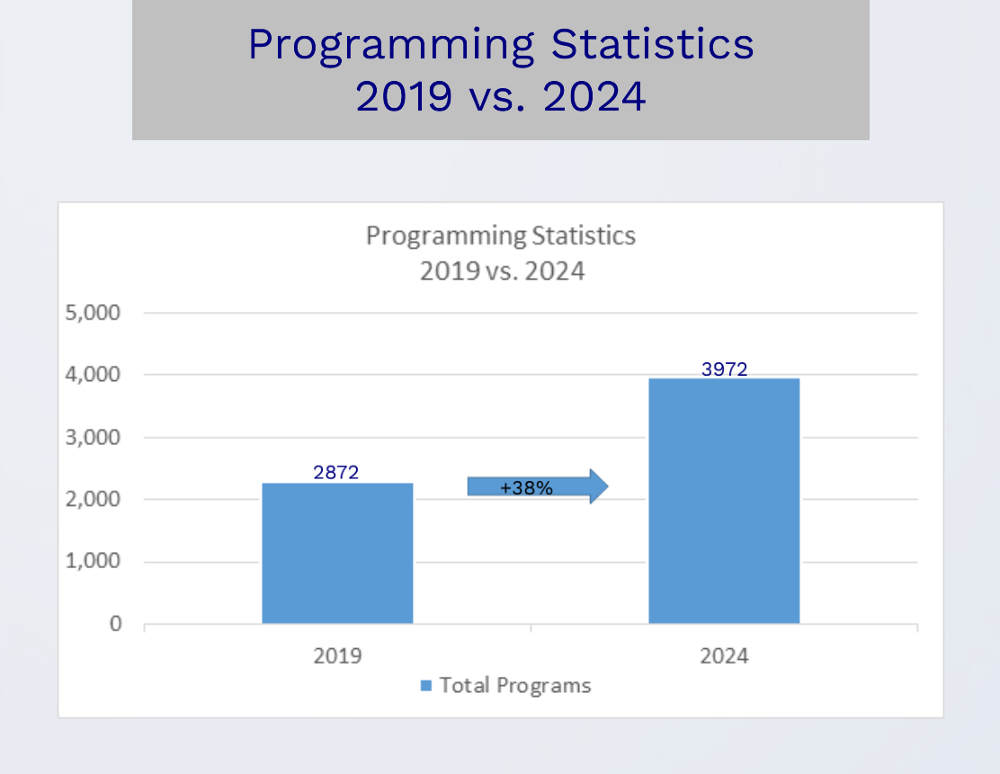 Programming Statistics
2019 vs. 2024
Programming Statistics
2019 vs. 2024
5,000
4,000
3,000
2,000
1,000
0
2872
+38%
3972
2019
2024
Total Programs